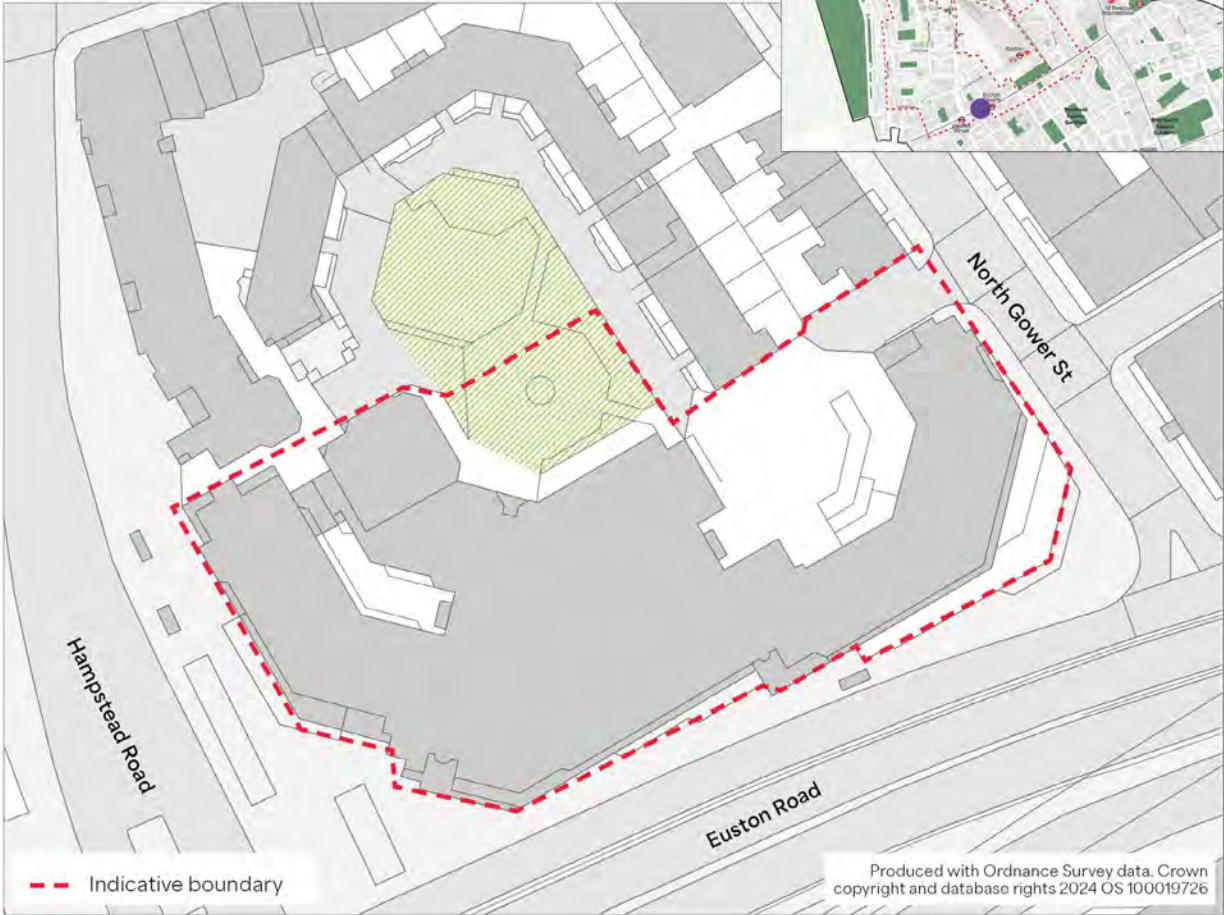 North Gower St
Hampstead Road
Euston Road
Indicative boundary
Produced with Ordnance Survey data. Crown
copyright and database rights 2024 OS 100019726